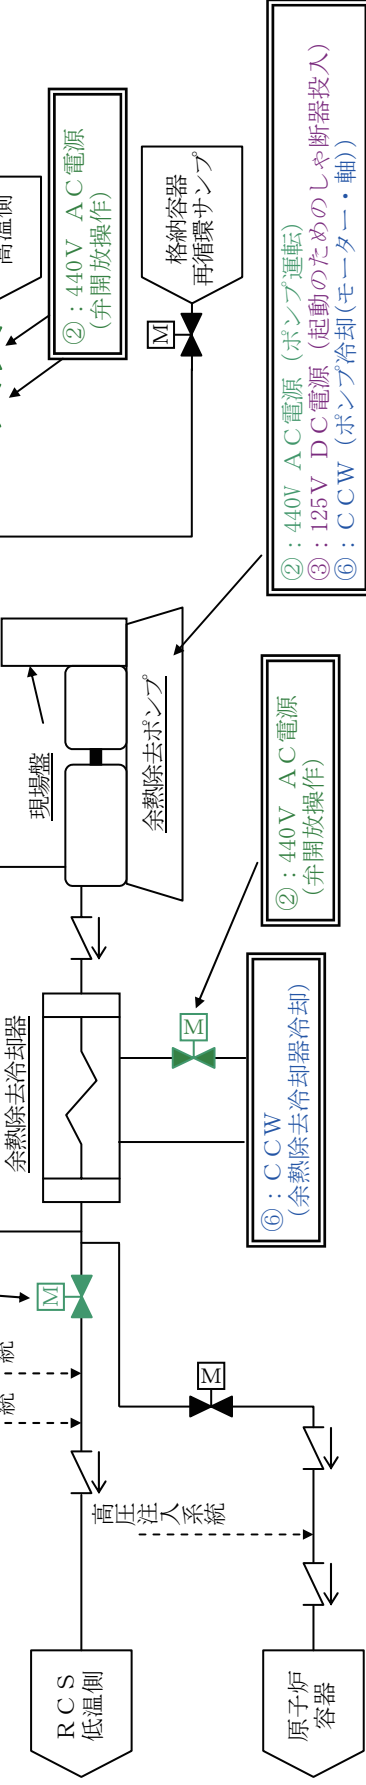 高温側
②：440V AC電源
(弁開放操作)
格納容器
再循環サンプ
M
②：440V AC電源 (ポンプ運転)
③：125V DC電源 (起動のためのしゃ断器投入)
⑥：CCW (ポンプ冷却(モーター・軸))
現場盤
余熱除去ポンプ
②：440V AC電源
(弁開放操作)
余熱除去冷却器
M
⑥：CCW
(余熱除去冷却器冷却)
M
統
統
M
高圧注入系統
RCS
低温側
原子炉
容器